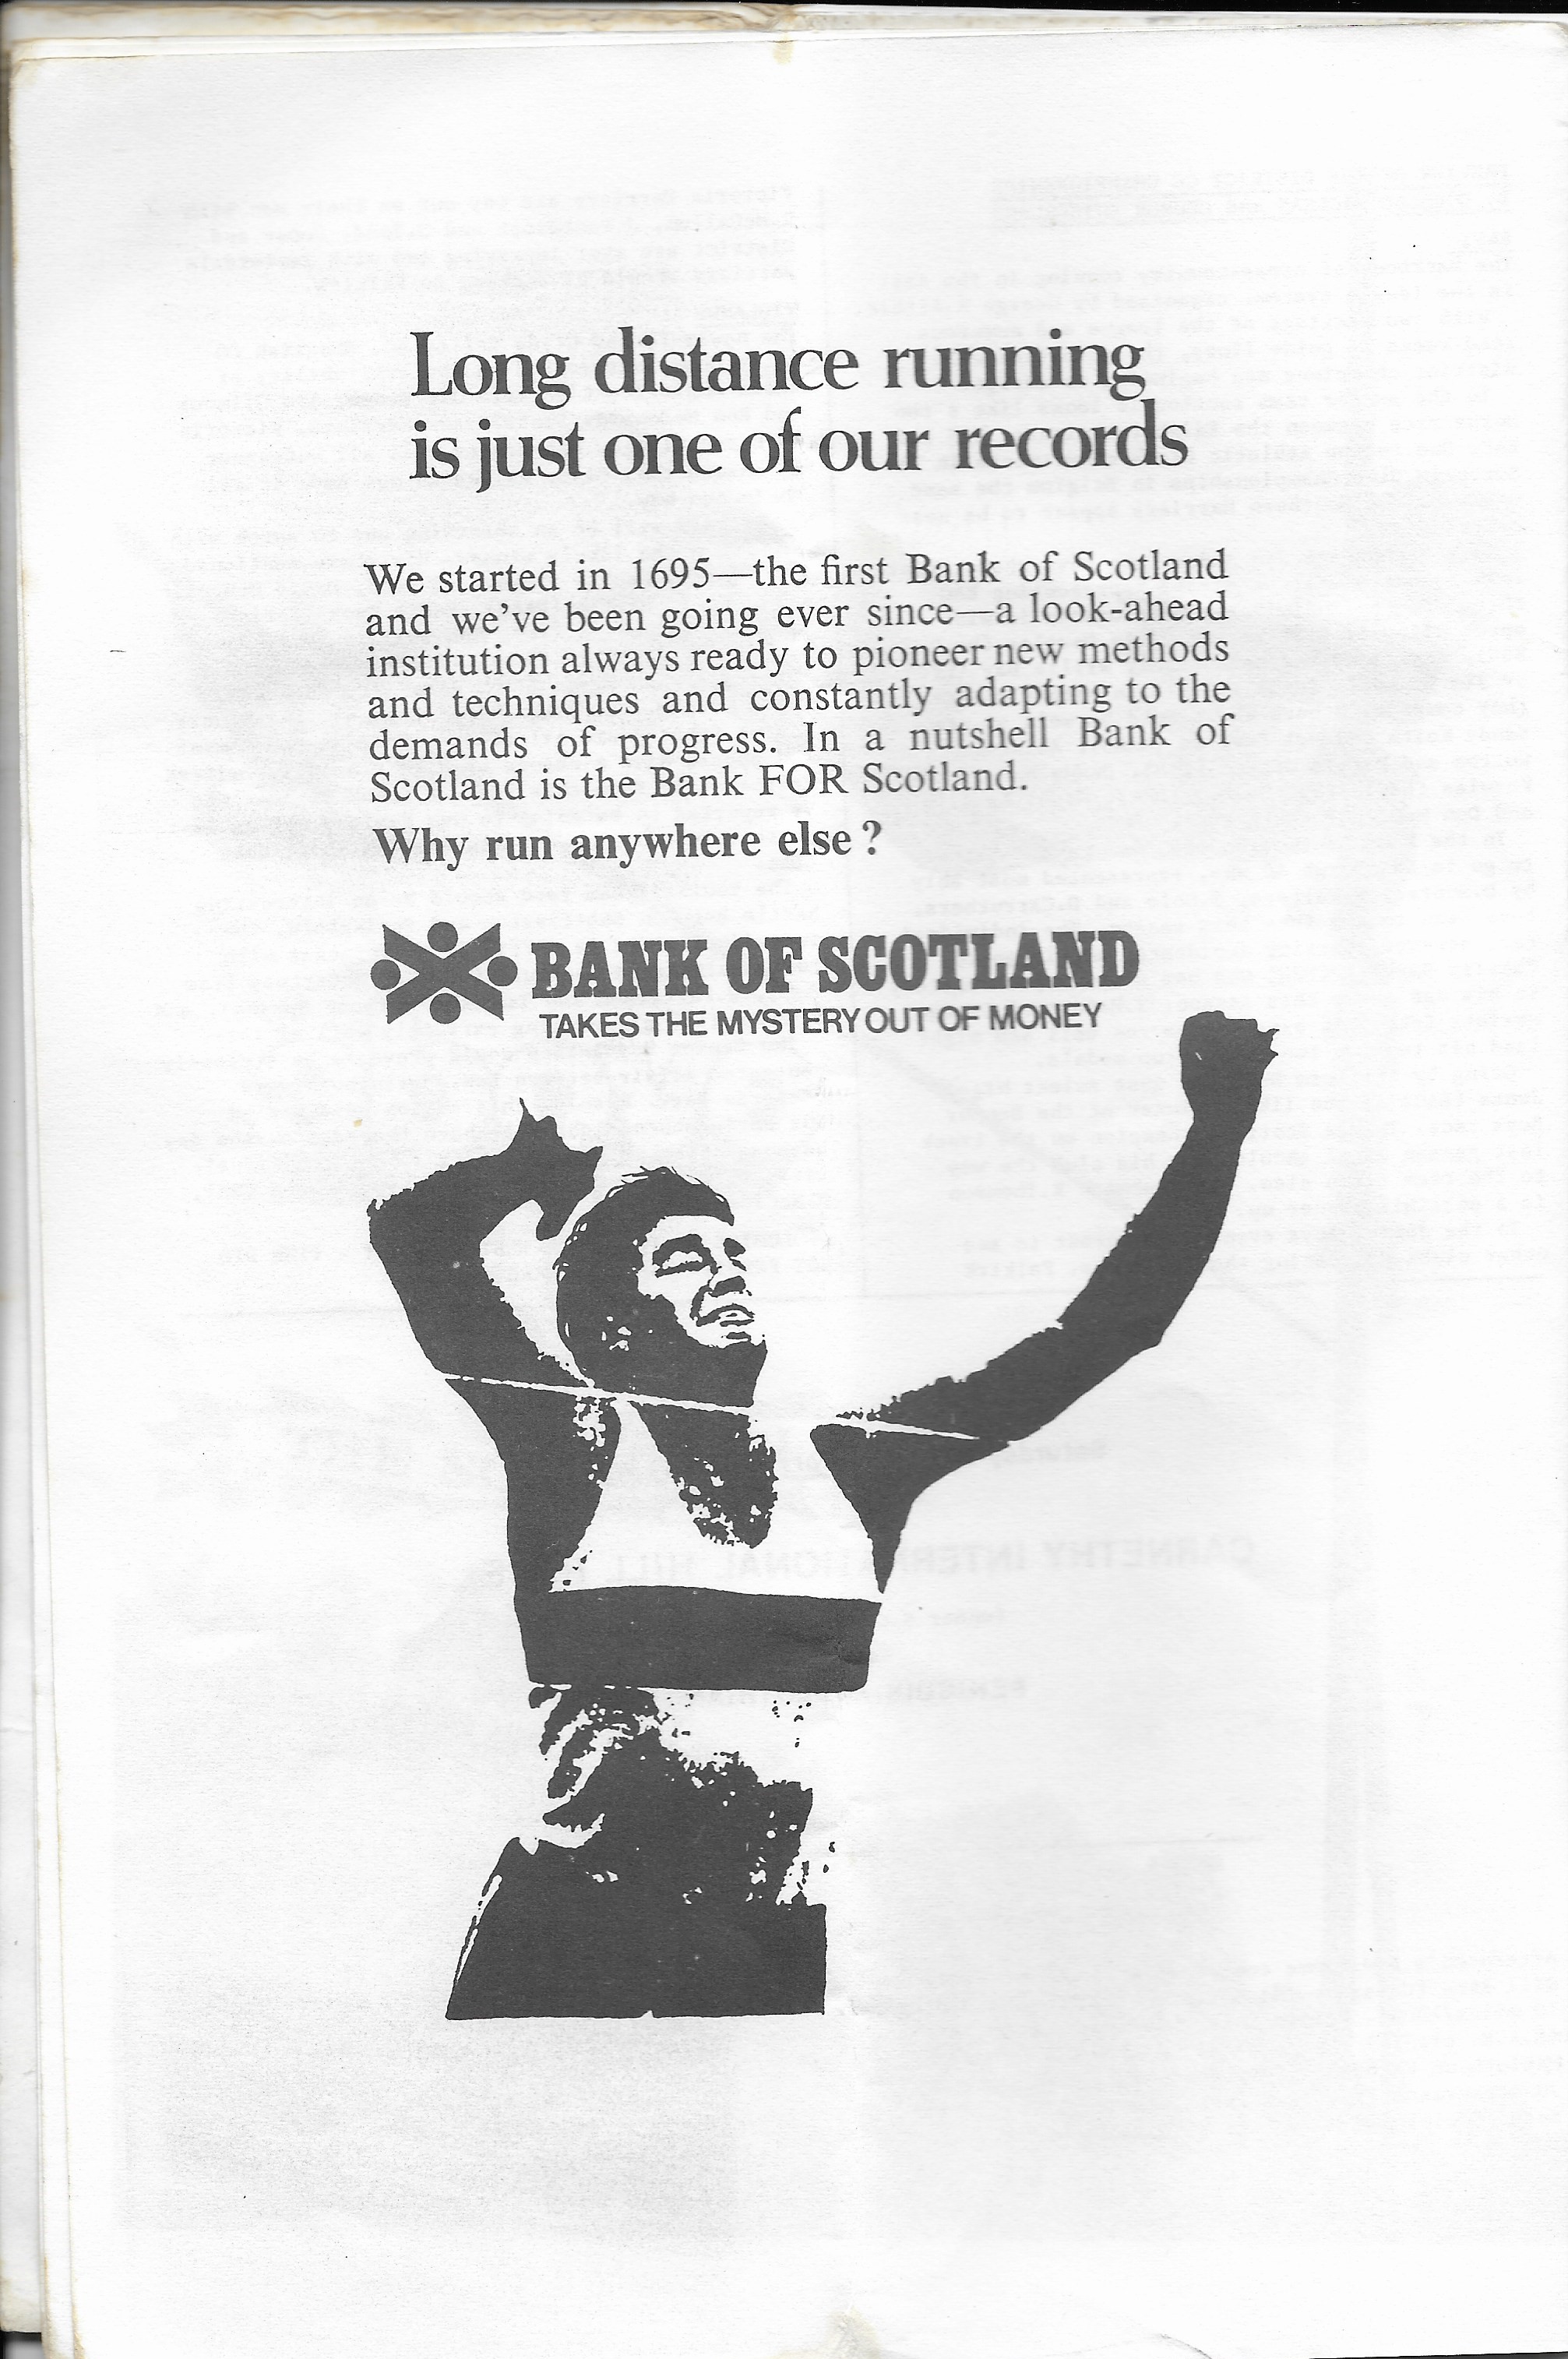 Long distance running
is just one of our records
We started in 1695—the first Bank of Scotland
and we've been going ever since—a look-ahead
institution always ready to pioneer new methods
and techniques and constantly adapting to the
demands of progress. In a nutshell Bank of
Scotland is the Bank FOR Scotland.
Why run anywhere else?
BANK OF SCOTLAND
TAKES THE MYSTERY OUT OF MONEY